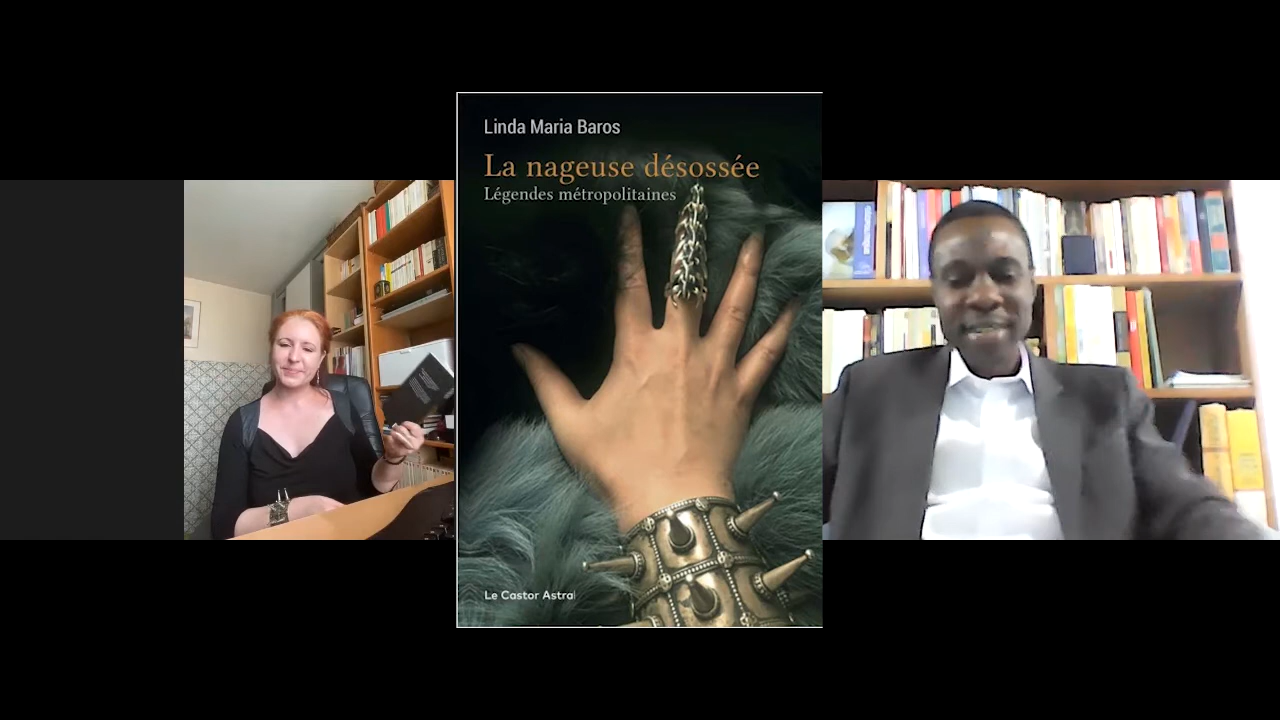 Linda Maria Baros
La nageuse désossée
Légendes métropolitaines
Le Castor Astral